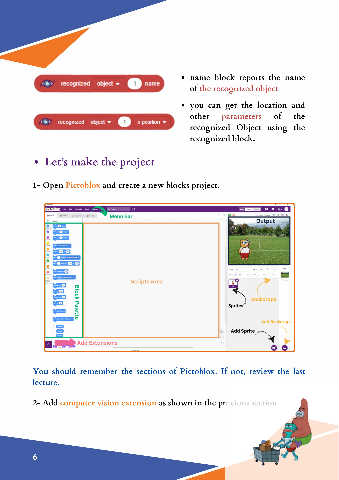 recognized object 1 name
• name block reports the name
of the recognized object
• you can get the location and
recognized object 1 x position
other parameters of the
recognized Object using the
recognized block.
• Let's make the project
1- Open Pictoblox and create a new blocks project.
Menu bar
Output
Scripts area
Block Palette
Sprites
Backdrops
Add Backdrop
Add Sprite
Add Extensions
You should remember the sections of Pictoblox. If not, review the last
lecture.
2- Add computer vision extension as shown in the previous section
6